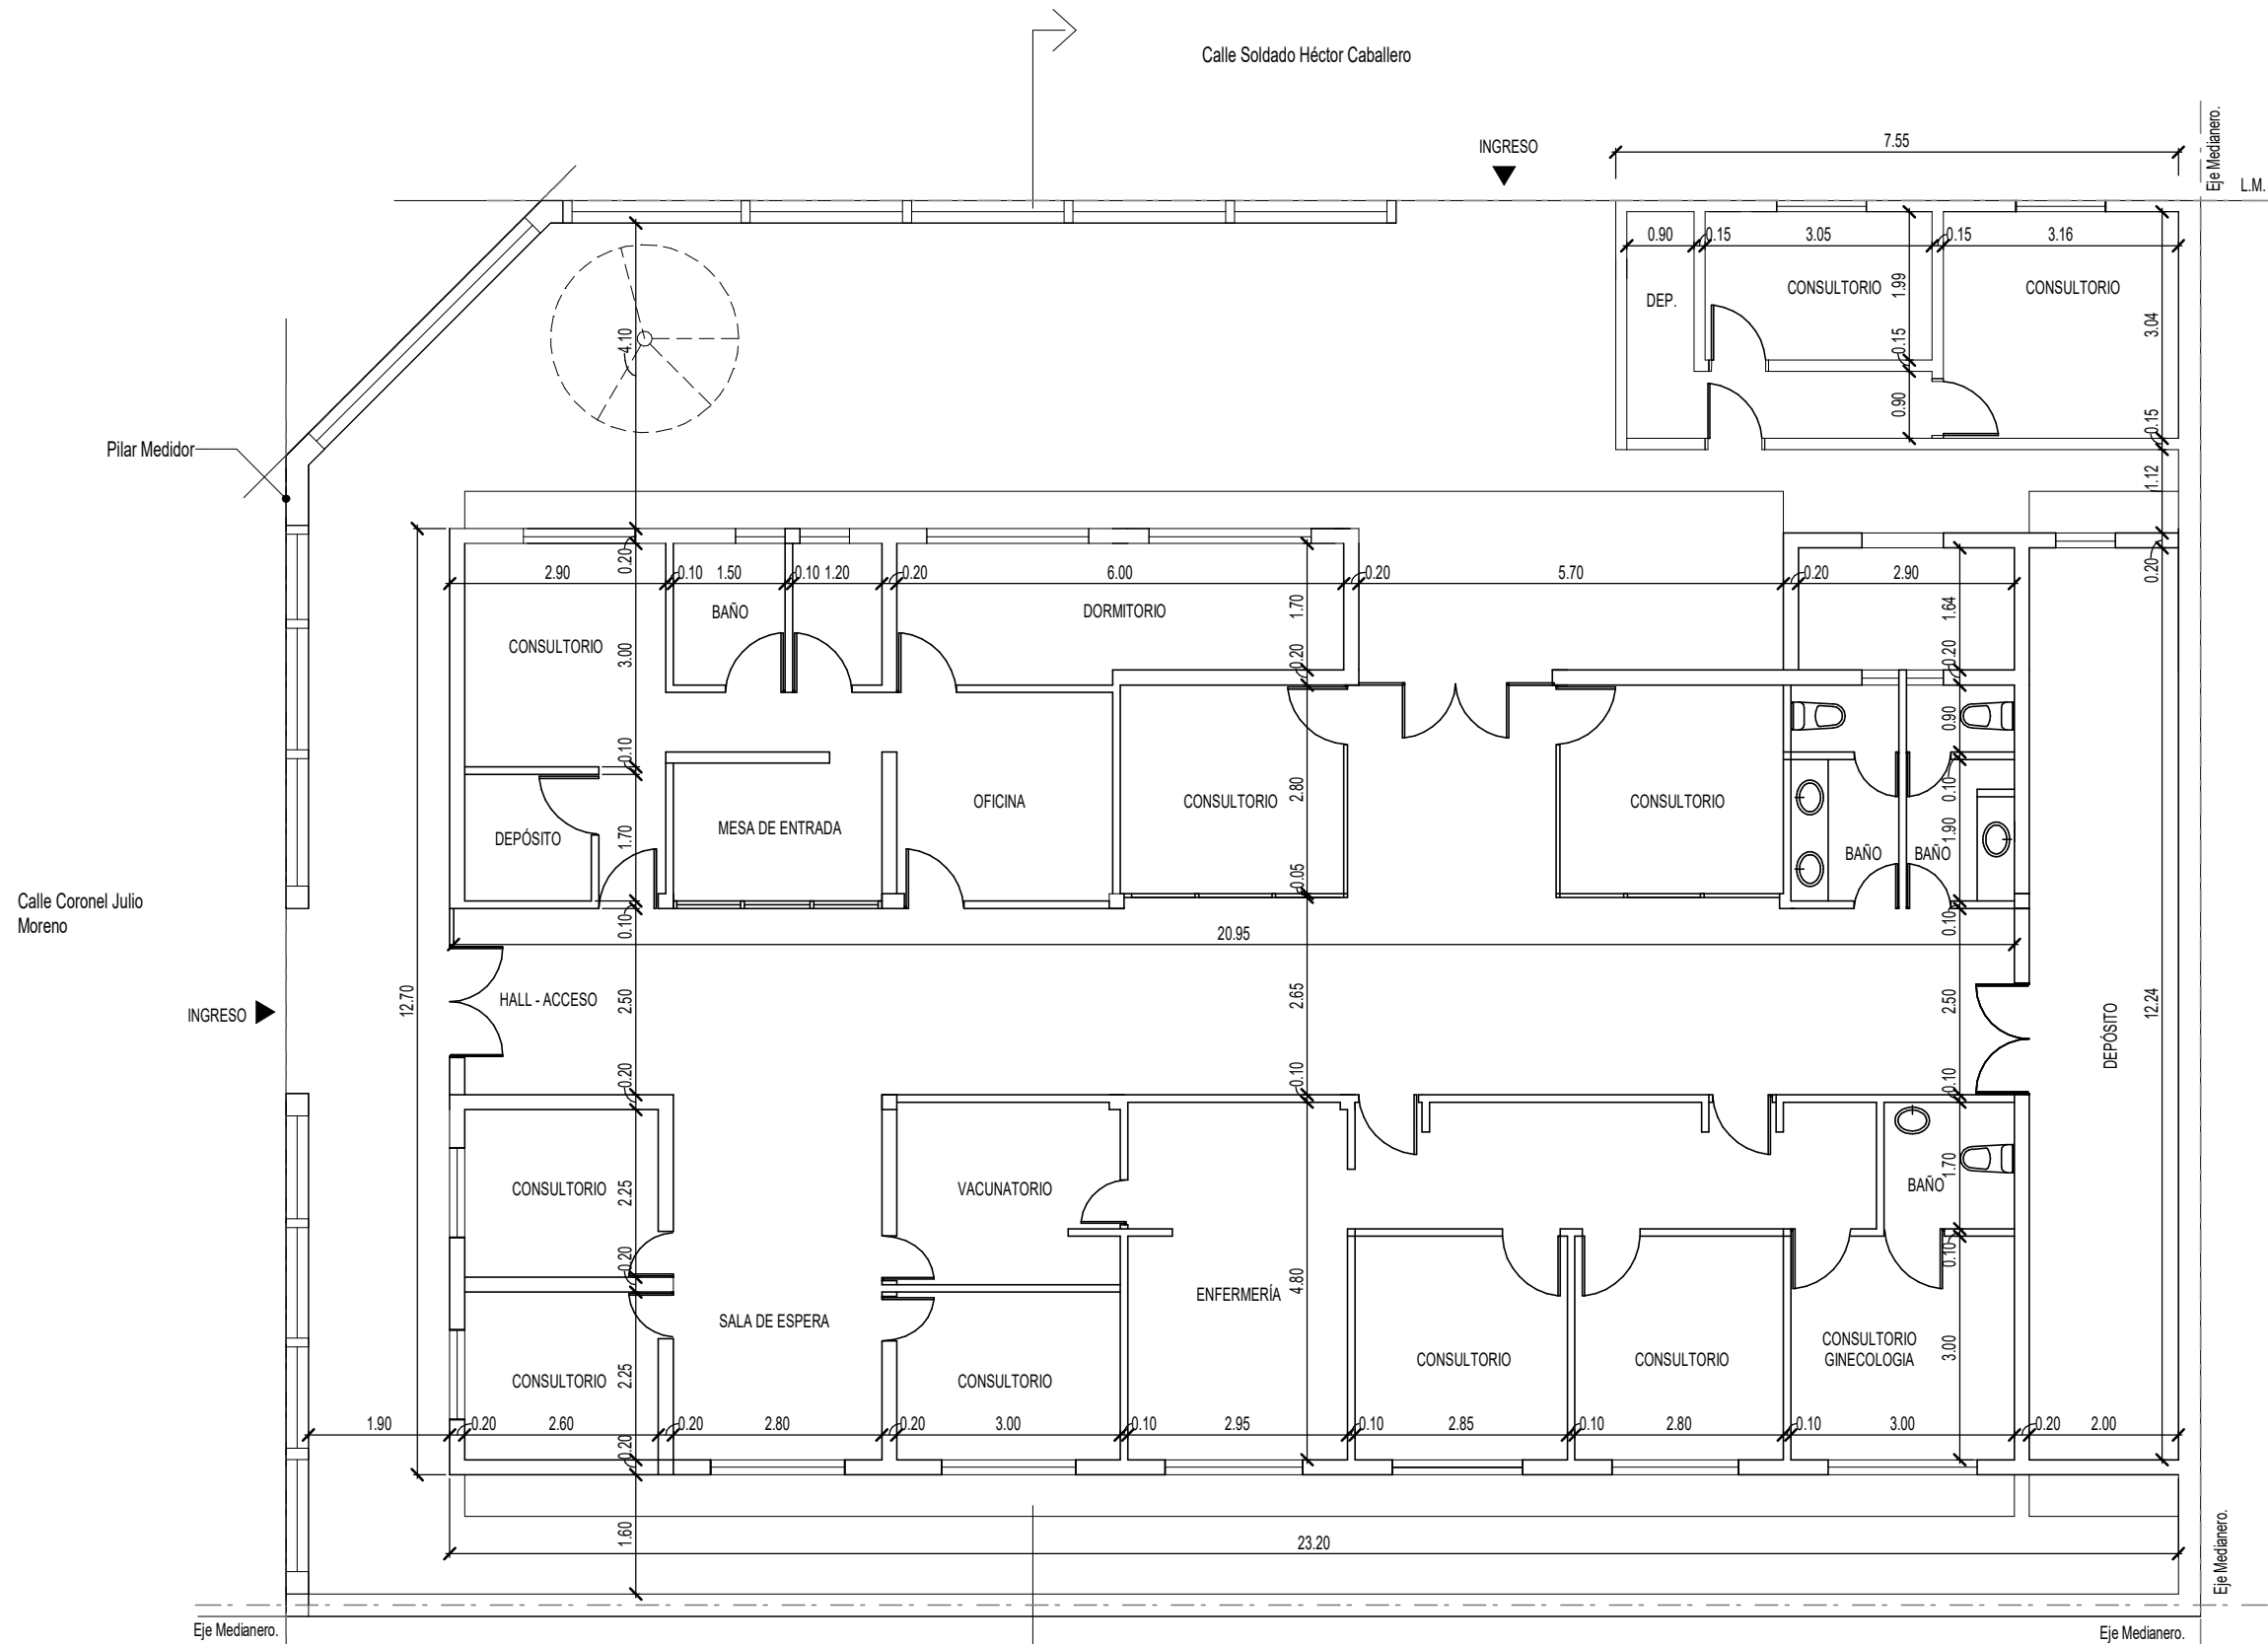 Calle Soldado Héctor Caballero
INGRESO
7.55
Eje Medianero.
L.M.
0.90
0.15
3.05
0.15
3.16
DEP.
CONSULTORIO
1.99
CONSULTORIO
3.04
0.15
0.90
0.15
4.10
Pilar Medidor
1.12
0.20
2.90
0.10
1.50
0.10
1.20
0.20
6.00
0.20
5.70
0.20
2.90
0.20
BAÑO
DORMITORIO
1.70
1.64
CONSULTORIO
3.00
0.20
0.20
0.90
0.10
0.10
DEPÓSITO
1.70
MESA DE ENTRADA
OFICINA
CONSULTORIO
2.80
CONSULTORIO
1.90
BAÑO
BAÑO
0.05
Calle Coronel Julio
Moreno
0.10
0.10
20.95
12.70
HALL - ACCESO
2.50
2.65
2.50
12.24
INGRESO
DEPÓSITO
0.20
0.10
0.10
CONSULTORIO
2.25
VACUNATORIO
1.70
BAÑO
0.20
0.10
SALA DE ESPERA
ENFERMERÍA
4.80
CONSULTORIO
2.25
CONSULTORIO
CONSULTORIO
CONSULTORIO
CONSULTORIO
GINECOLOGIA
3.00
1.90
0.20
2.60
0.20
2.80
0.20
3.00
0.10
2.95
0.10
2.85
0.10
2.80
0.10
3.00
0.20
2.00
0.20
1.60
23.20
Eje Medianero.
Eje Medianero.
Eje Medianero.